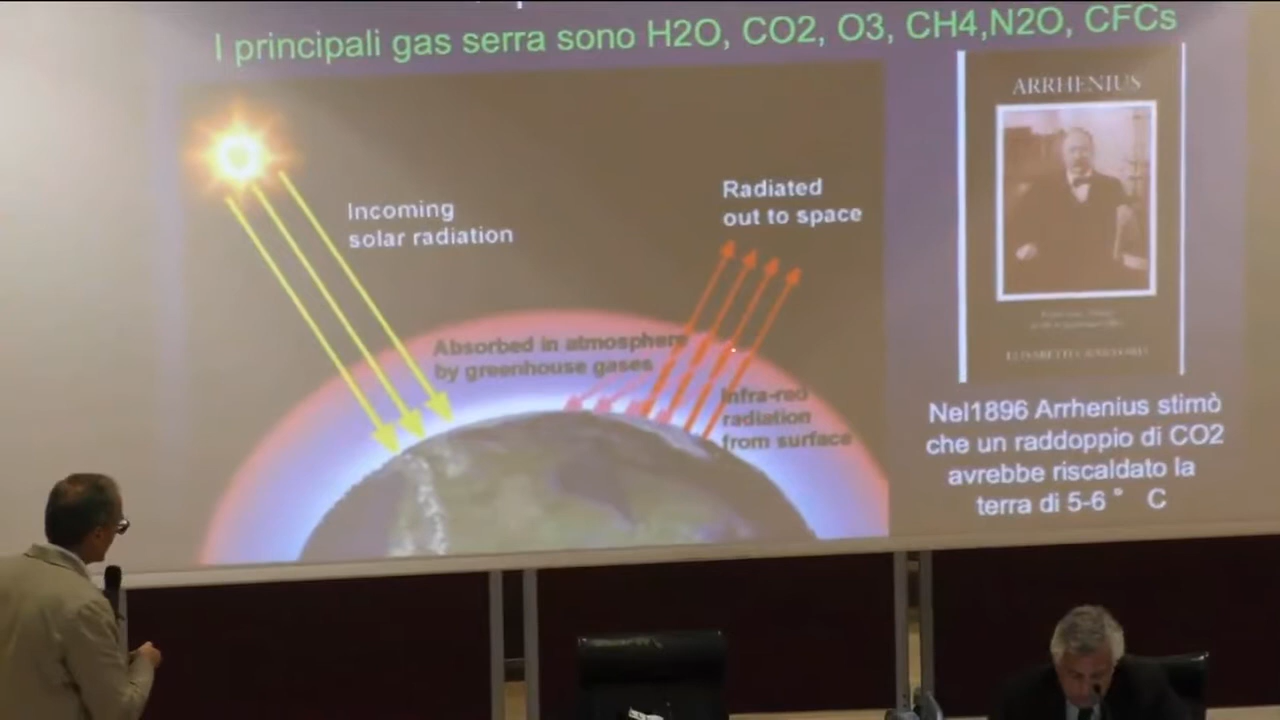 I principali gas serra sono H2O, CO2, O3, CH4,N2O, CFCs
ARRHENIUS
Incoming
solar radiation
Radiated
out to space
Absorbed in atmosphere
by greenhouse gases
Infra-red
radiation
from surface
Nel1896 Arrhenius stimò
che un raddoppio di CO2
avrebbe riscaldato la
terra di 5-6 ° C